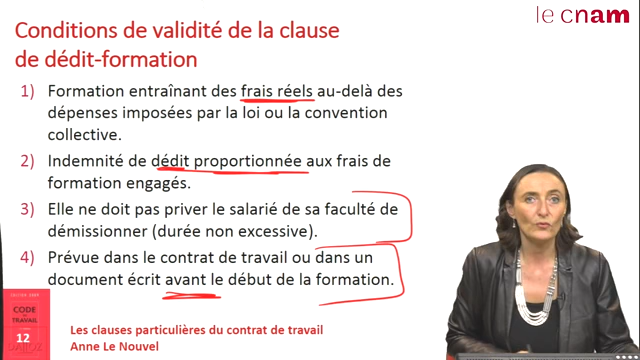 le cnam
Conditions de validité de la clause
de dédit-formation
1) Formation entraînant des frais réels au-delà des
dépenses imposées par la loi ou la convention
collective.
2) Indemnité de dédit proportionnée aux frais de
formation engagés.
3) Elle ne doit pas priver le salarié de sa faculté de
démissionner (durée non excessive).
4) Prévue dans le contrat de travail ou dans un
document écrit avant le début de la formation.
CODE
TRAVAIL
12
Les clauses particulières du contrat de travail
Anne Le Nouvel